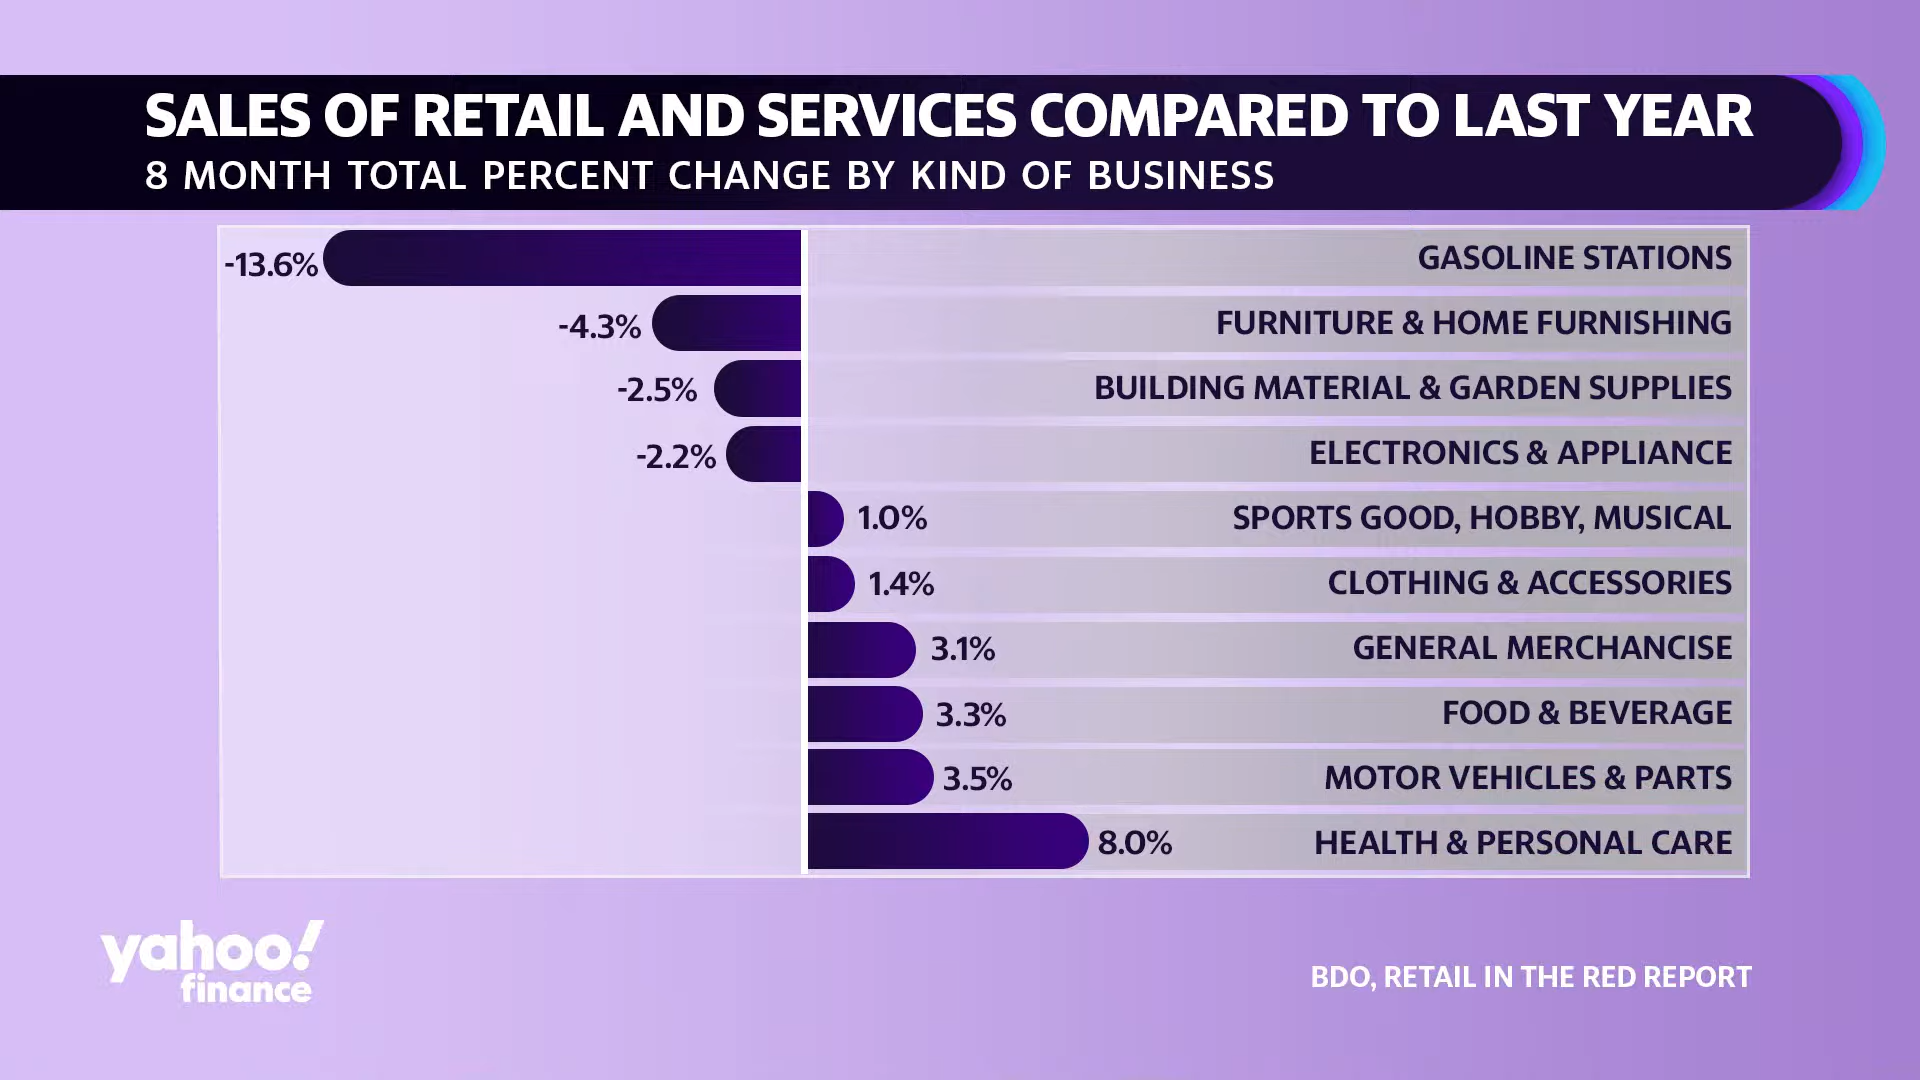 SALES OF RETAIL AND SERVICES COMPARED TO LAST YEAR
8 MONTH TOTAL PERCENT CHANGE BY KIND OF BUSINESS
-13.6% GASOLINE STATIONS
-4.3% FURNITURE & HOME FURNISHING
-2.5% BUILDING MATERIAL & GARDEN SUPPLIES
-2.2% ELECTRONICS & APPLIANCE
1.0% SPORTS GOOD, HOBBY, MUSICAL
1.4% CLOTHING & ACCESSORIES
3.1% GENERAL MERCHANCISE
3.3% FOOD & BEVERAGE
3.5% MOTOR VEHICLES & PARTS
8.0% HEALTH & PERSONAL CARE
yahoo!
finance
BDO, RETAIL IN THE RED REPORT